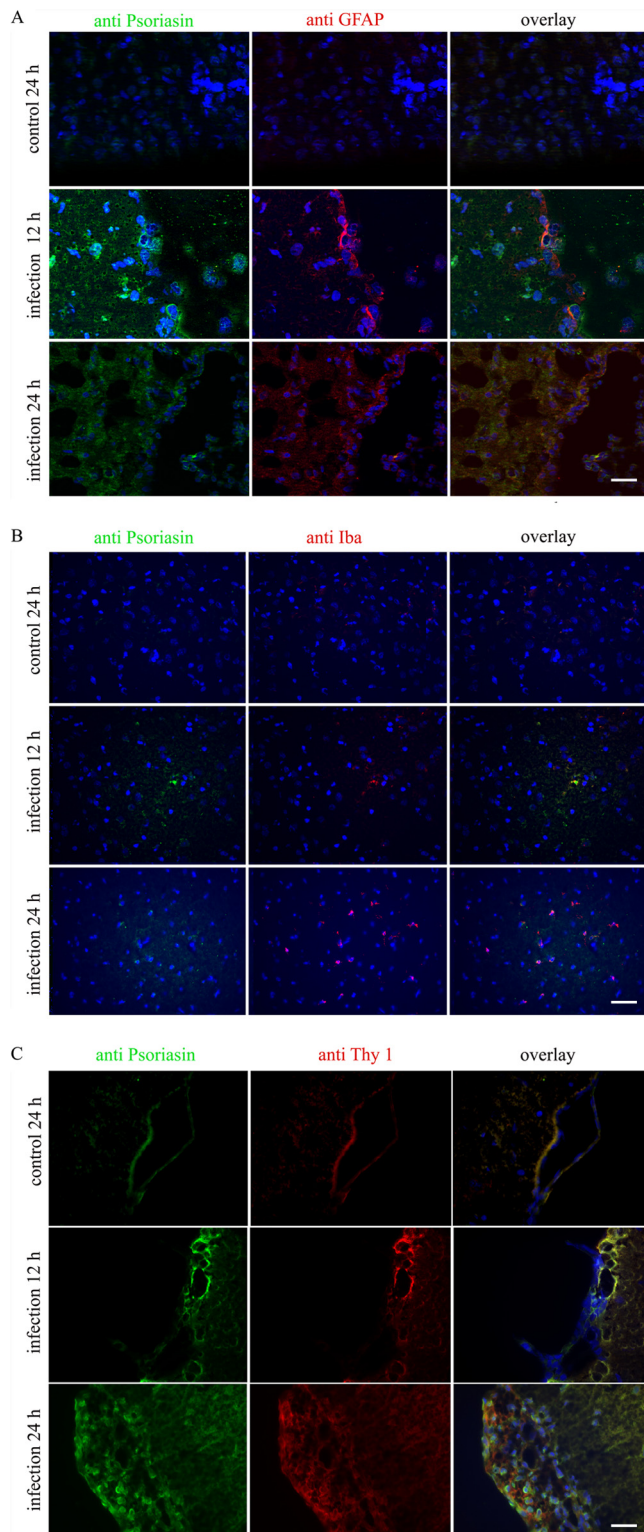 A
anti Psoriasin anti GFAP overlay
control 24 h
infection 12 h
infection 24 h
B
anti Psoriasin anti Iba overlay
control 24 h
infection 12 h
infection 24 h
C
anti Psoriasin anti Thy 1 overlay
control 24 h
infection 12 h
infection 24 h